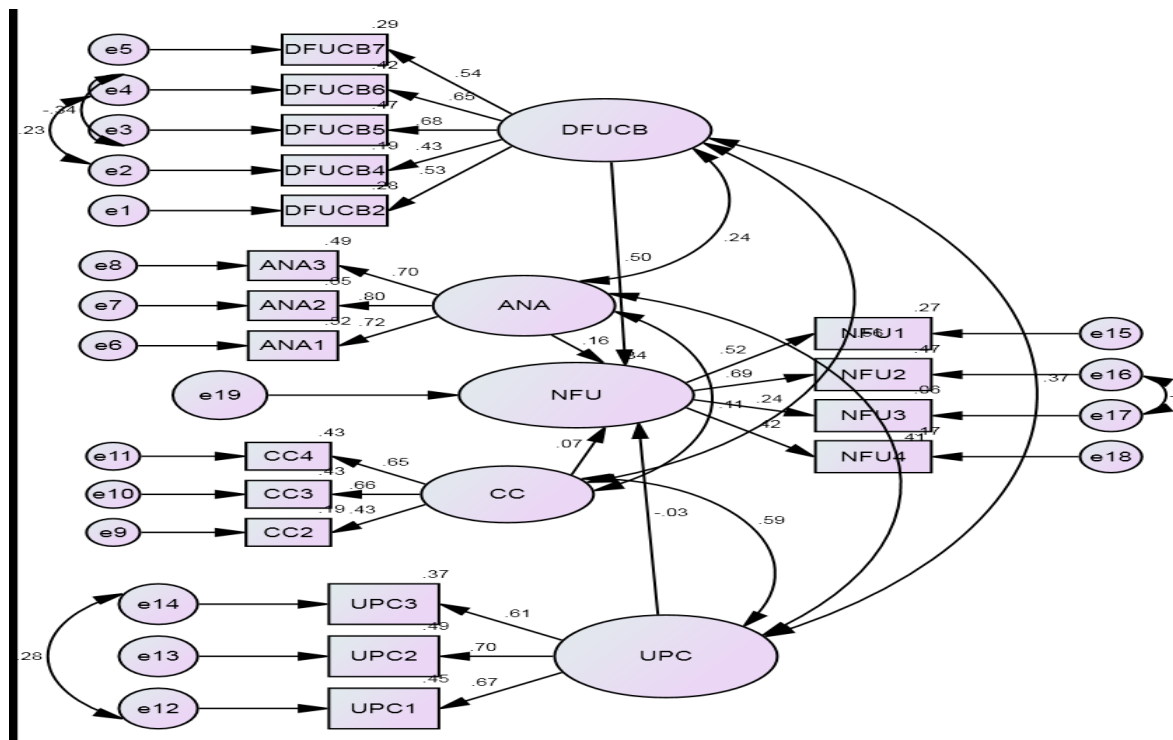 .29
e5
DFUCB7
.54
.42
e4
DFUCB6
.65
-.34
.47
.23
e3
DFUCB5
.68
DFUCB
.19
.43
e2
DFUCB4
.53
.28
e1
DFUCB2
.24
.49
.50
e8
ANA3
.70
.65
e7
ANA2
.80
ANA
.27
.52
.72
NFU1
e15
e6
ANA1
.16
.52
.56
.47
.34
.69
NFU2
.37
e16
e19
NFU
.06
.24
.11
NFU3
e17
.42
.17
.43
.07
.41
NFU4
e18
e11
CC4
.65
.43
e10
CC3
.66
CC
.19
.43
e9
CC2
-.03
.59
.37
e14
UPC3
.61
.49
.28
e13
UPC2
.70
UPC
.45
.67
e12
UPC1